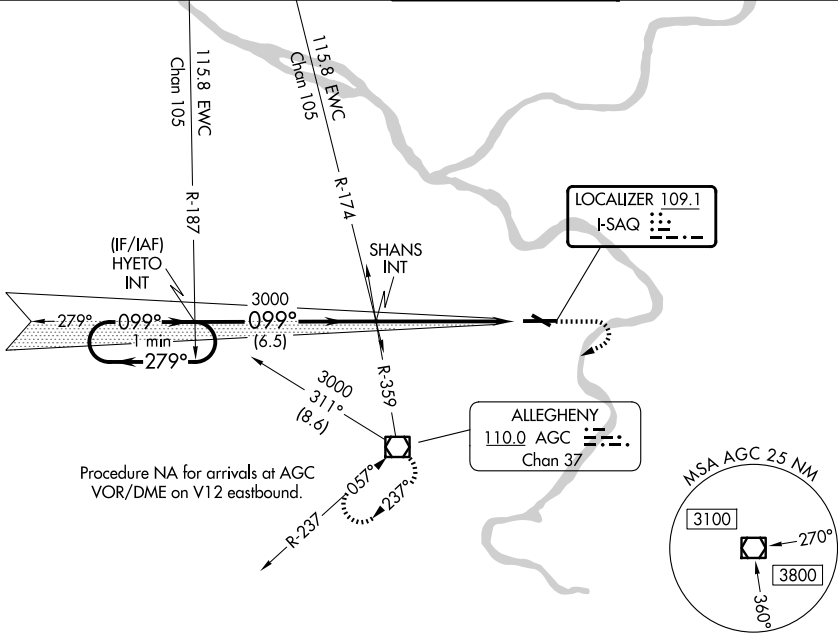 115.8 EWC
Chan 105
R-187
115.8 EWC
Chan 105
R-174
LOCALIZER 109.1
I-SAQ
(IF/IAF)
HYETO
INT
SHANS
INT
3000
279°
099°
099°
1 min
(6.5)
279°
3000
311°
(8.6)
R-359
ALLEGHENY
110.0 AGC
Chan 37
Procedure NA for arrivals at AGC
VOR/DME on V12 eastbound.
057°
237°
R-237
MSA AGC 25 NM
3100
270°
3800
360°